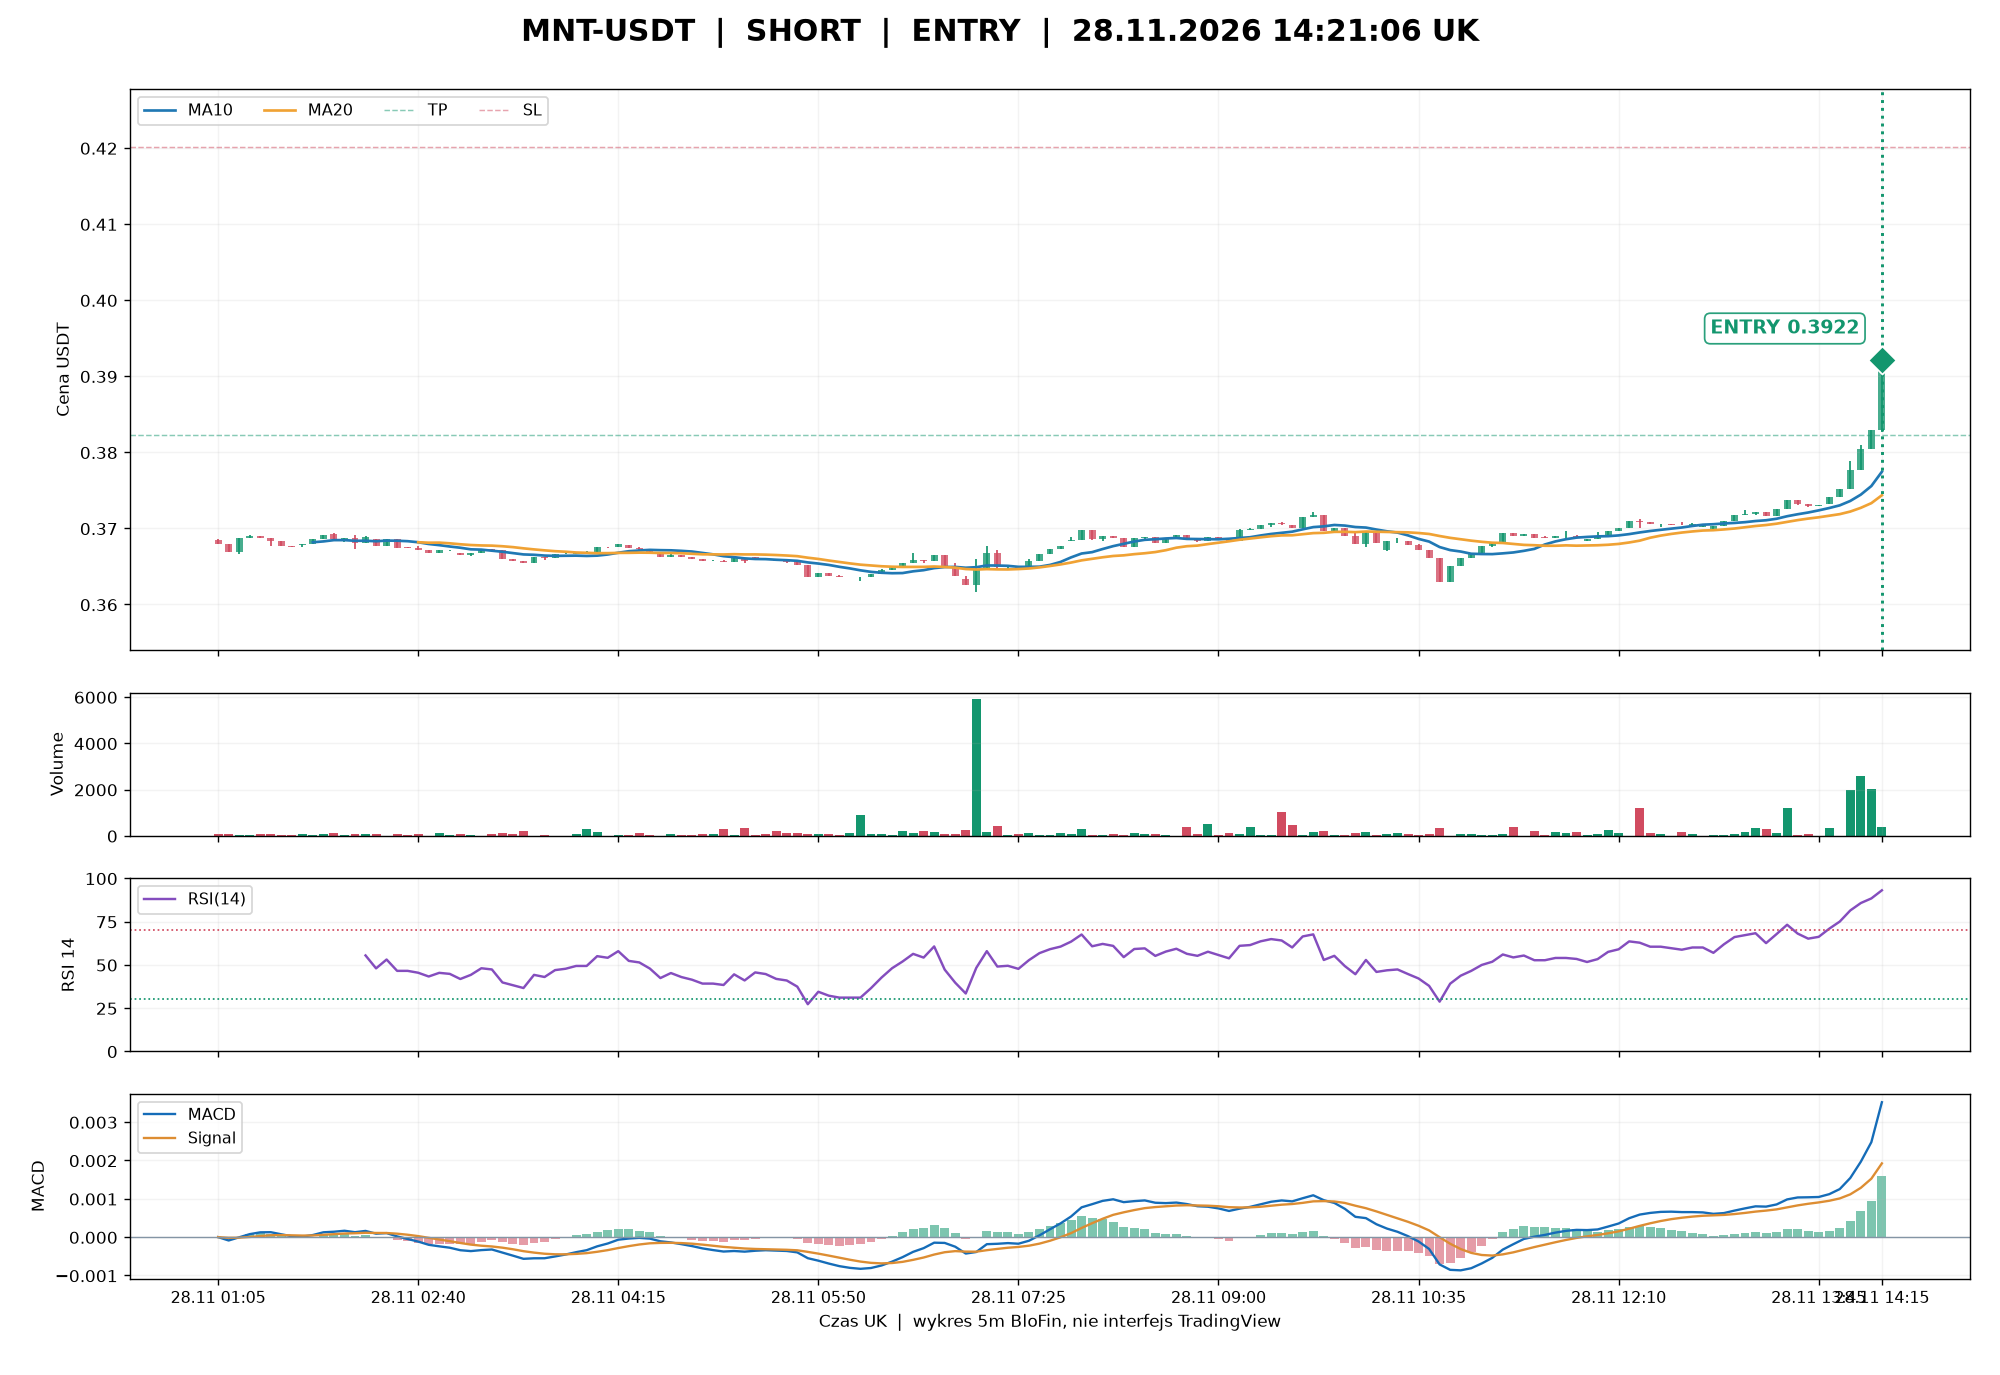 MNT-USDT | SHORT | ENTRY | 28.11.2026 14:21:06 UK
MA10 MA20 TP SL
0.42
0.41
0.40
0.39
0.38
0.37
0.36
Cena USDT
ENTRY 0.3922
6000
4000
2000
0
Volume
100
75
50
25
0
RSI 14
RSI(14)
0.003
0.002
0.001
0.000
−0.001
MACD
MACD
Signal
28.11 01:05 28.11 02:40 28.11 04:15 28.11 05:50 28.11 07:25 28.11 09:00 28.11 10:35 28.11 12:10 28.11 13:45 28.11 14:15
Czas UK | wykres 5m BloFin, nie interfejs TradingView